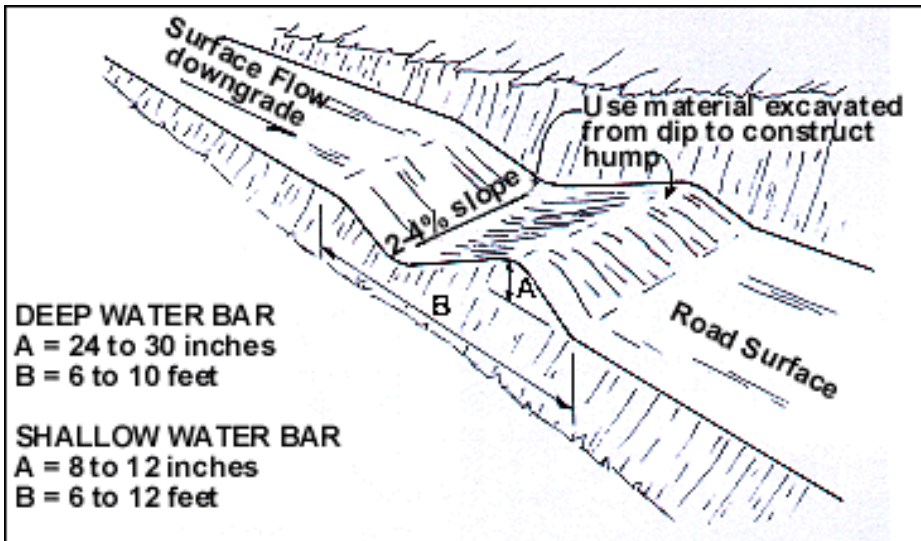 Surface Flow
downgrade
Use material excavated
from dip to construct
hump
2-4% slope
A
B
Road Surface
DEEP WATER BAR
A = 24 to 30 inches
B = 6 to 10 feet
SHALLOW WATER BAR
A = 8 to 12 inches
B = 6 to 12 feet